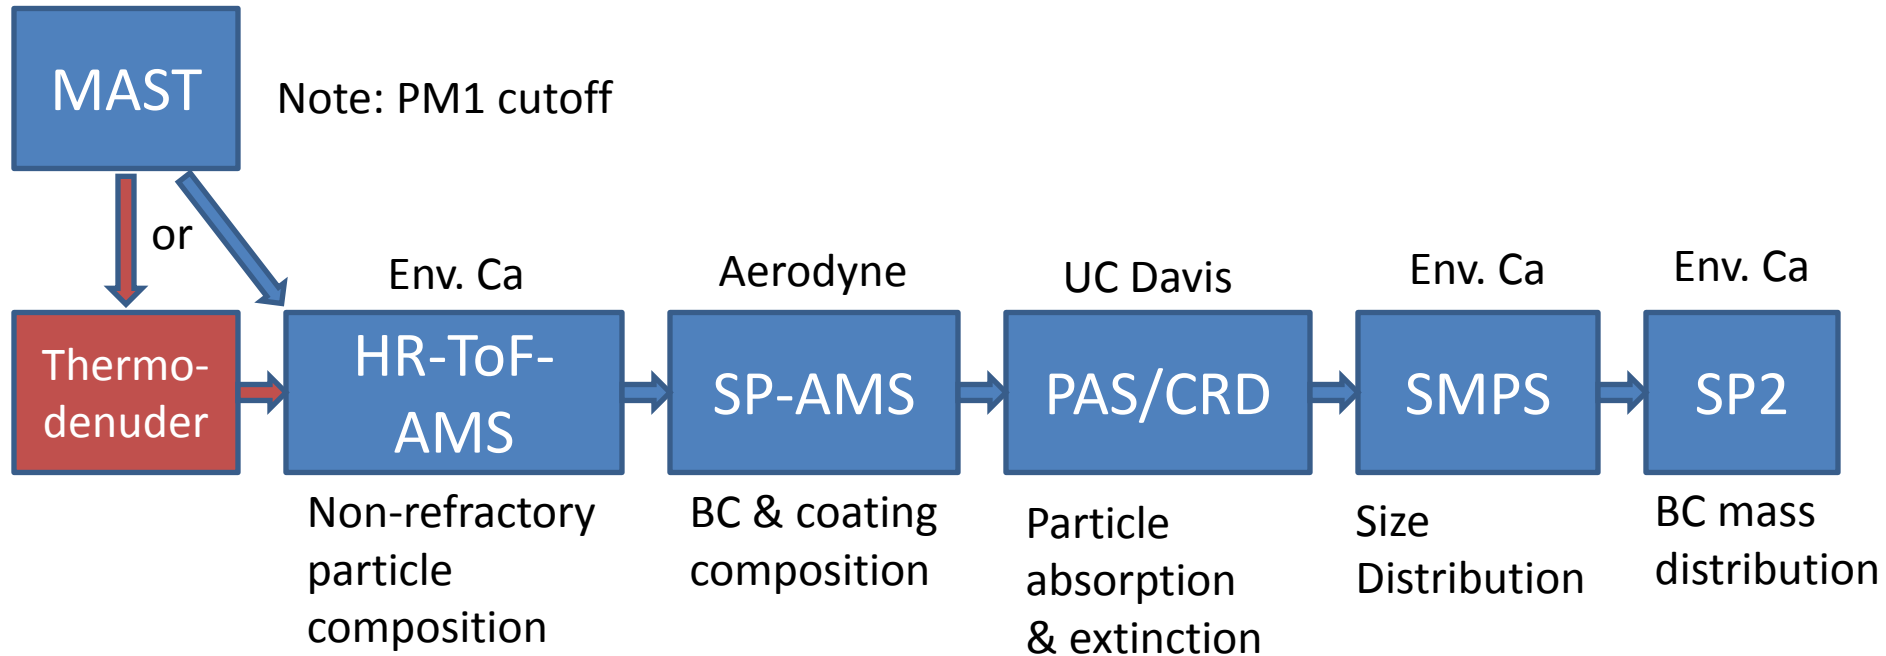 MAST
Note: PM1 cutoff
or
Env. Ca
Aerodyne
UC Davis
Env. Ca
Env. Ca
Thermo-
denuder
HR-ToF-
AMS
SP-AMS
PAS/CRD
SMPS
SP2
Non-refractory
particle
composition
BC & coating
composition
Particle
absorption
& extinction
Size
Distribution
BC mass
distribution